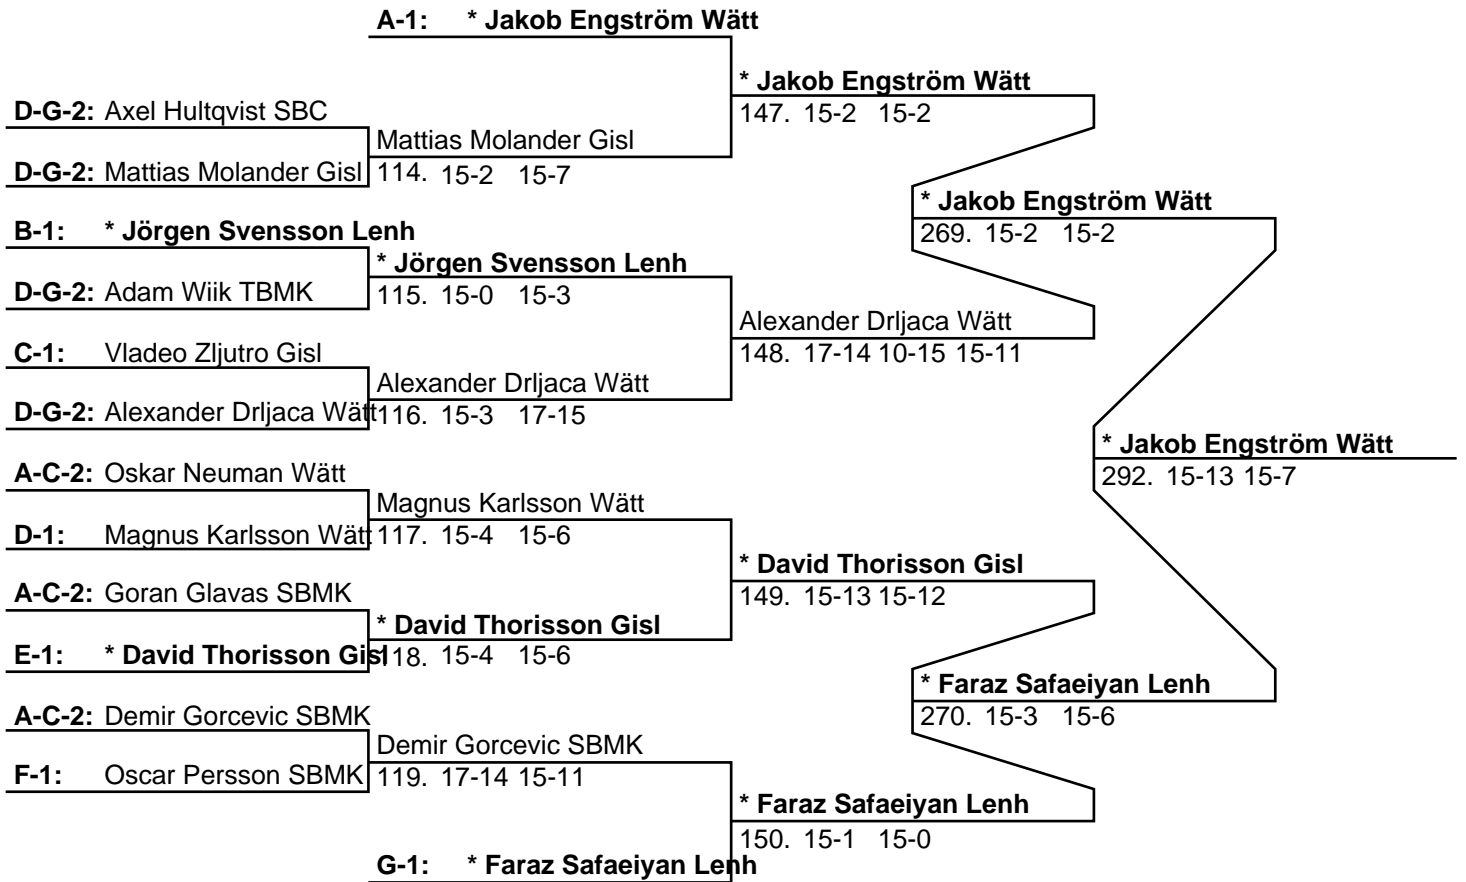 A-1: * Jakob Engström Wätt
* Jakob Engström Wätt
147. 15-2 15-2
D-G-2: Axel Hultqvist SBC
Mattias Molander Gisl
114. 15-2 15-7
D-G-2: Mattias Molander Gisl
* Jakob Engström Wätt
269. 15-2 15-2
B-1: * Jörgen Svensson Lenh
* Jörgen Svensson Lenh
115. 15-0 15-3
D-G-2: Adam Wiik TBMK
Alexander Drljaca Wätt
148. 17-14 10-15 15-11
C-1: Vladeo Zljutro Gisl
Alexander Drljaca Wätt
116. 15-3 17-15
D-G-2: Alexander Drljaca Wätt
* Jakob Engström Wätt
292. 15-13 15-7
A-C-2: Oskar Neuman Wätt
Magnus Karlsson Wätt
117. 15-4 15-6
D-1: Magnus Karlsson Wätt
* David Thorisson Gisl
149. 15-13 15-12
A-C-2: Goran Glavas SBMK
* David Thorisson Gisl
118. 15-4 15-6
E-1: * David Thorisson Gisl
* Faraz Safaeiyan Lenh
270. 15-3 15-6
A-C-2: Demir Gorcevic SBMK
Demir Gorcevic SBMK
119. 17-14 15-11
F-1: Oscar Persson SBMK
* Faraz Safaeiyan Lenh
150. 15-1 15-0
G-1: * Faraz Safaeiyan Lenh